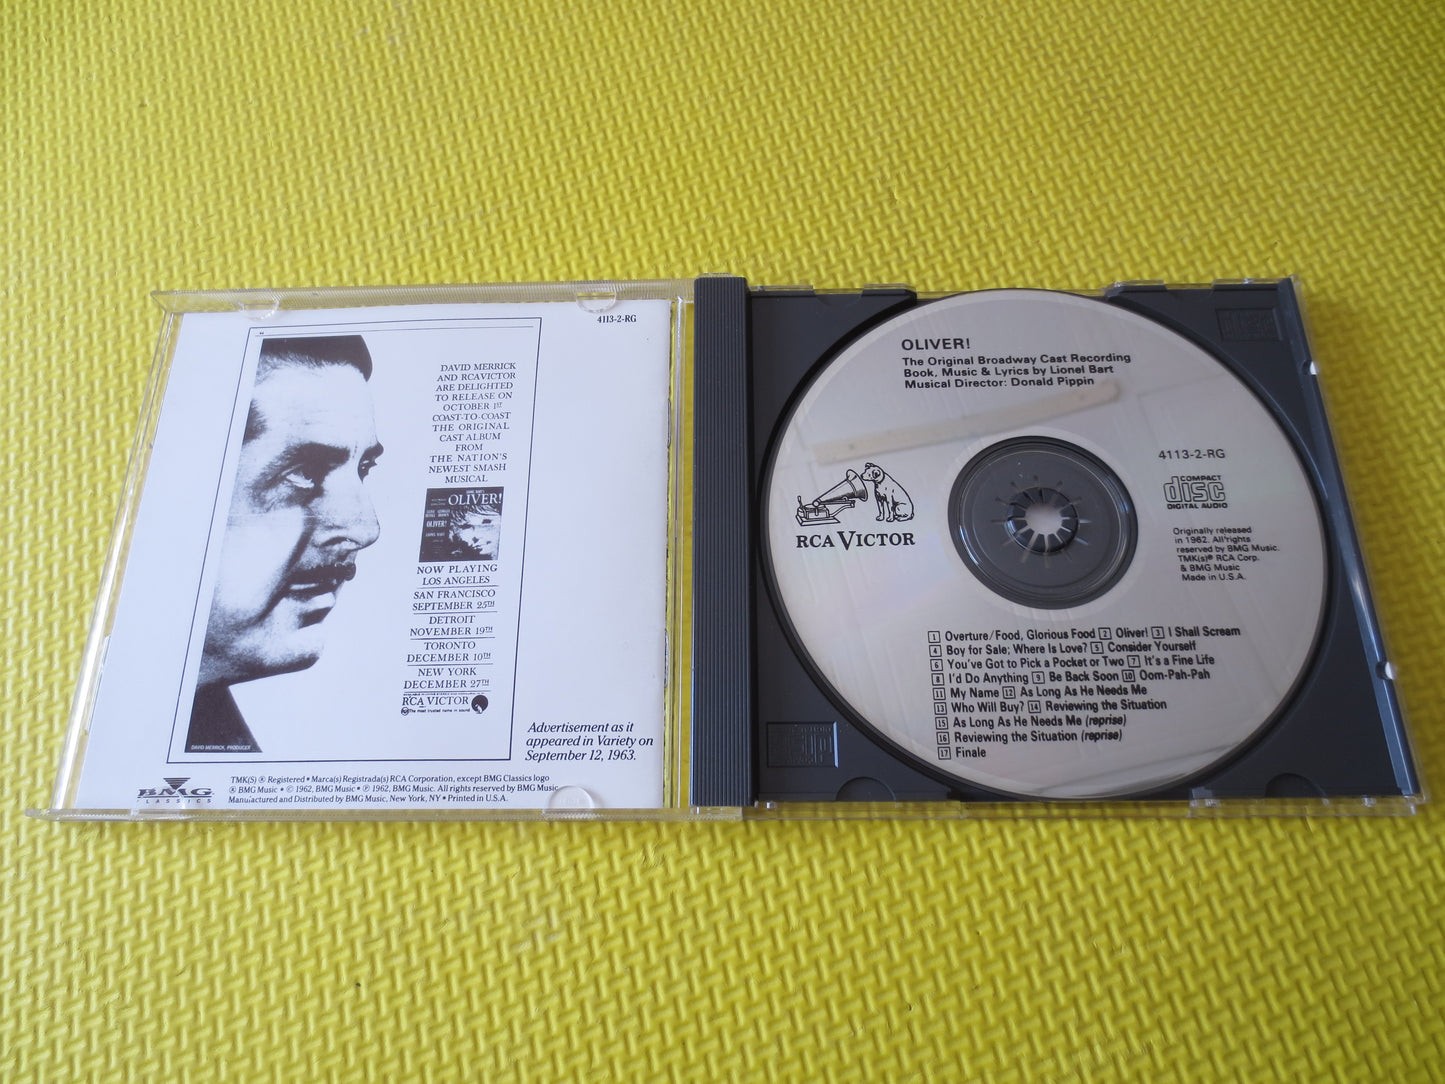 4113-2-RG
DAVID MERRICK
AND RCAVICTOR
ARE DELIGHTED
TO RELEASE ON
OCTOBER 1ST
COAST-TO-COAST
THE ORIGINAL
CAST ALBUM
FROM
THE NATION'S
NEWEST SMASH
MUSICAL
OLIVER!
OLIVER!
NOW PLAYING
LOS ANGELES
SAN FRANCISCO
SEPTEMBER 25TH
DETROIT
NOVEMBER 19TH
TORONTO
DECEMBER 10TH
NEW YORK
DECEMBER 27TH
RCA VICTOR
The most trusted name in sound
DAVID MERRICK, PRODUCER
Advertisement as it
appeared in Variety on
September 12, 1963.
BMG
CLASSICS
TMK(S) ® Registered • Marca(s) Registrada(s) RCA Corporation, except BMG Classics logo
® BMG Music • © 1962, BMG Music • ℗ 1962, BMG Music. All rights reserved by BMG Music
Manufactured and Distributed by BMG Music, New York, NY • Printed in U.S.A.
OLIVER!
The Original Broadway Cast Recording
Book, Music & Lyrics by Lionel Bart
Musical Director: Donald Pippin
4113-2-RG
COMPACT
disc
DIGITAL AUDIO
RCA VICTOR
Originally released
in 1962. All rights
reserved by BMG Music.
TMK(s)® RCA Corp.
& BMG Music
Made in U.S.A.
1 Overture/Food, Glorious Food 2 Oliver! 3 I Shall Scream
4 Boy for Sale; Where Is Love? 5 Consider Yourself
6 You've Got to Pick a Pocket or Two 7 It's a Fine Life
8 I'd Do Anything 9 Be Back Soon 10 Oom-Pah-Pah
11 My Name 12 As Long As He Needs Me
13 Who Will Buy? 14 Reviewing the Situation
15 As Long As He Needs Me (reprise)
16 Reviewing the Situation (reprise)
17 Finale